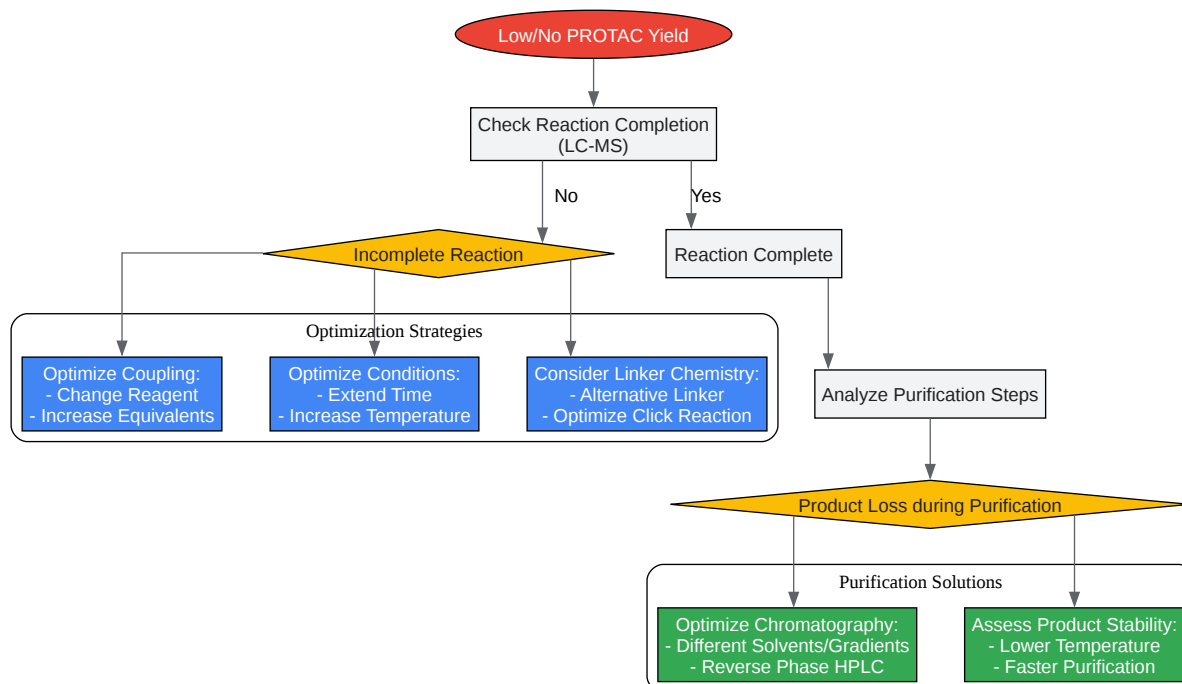 Low/No PROTAC Yield
Check Reaction Completion
(LC-MS)
No
Yes
Incomplete Reaction
Reaction Complete
Optimization Strategies
Optimize Coupling:
- Change Reagent
- Increase Equivalents
Optimize Conditions:
- Extend Time
- Increase Temperature
Consider Linker Chemistry:
- Alternative Linker
- Optimize Click Reaction
Analyze Purification Steps
Product Loss during Purification
Purification Solutions
Optimize Chromatography:
- Different Solvents/Gradients
- Reverse Phase HPLC
Assess Product Stability:
- Lower Temperature
- Faster Purification